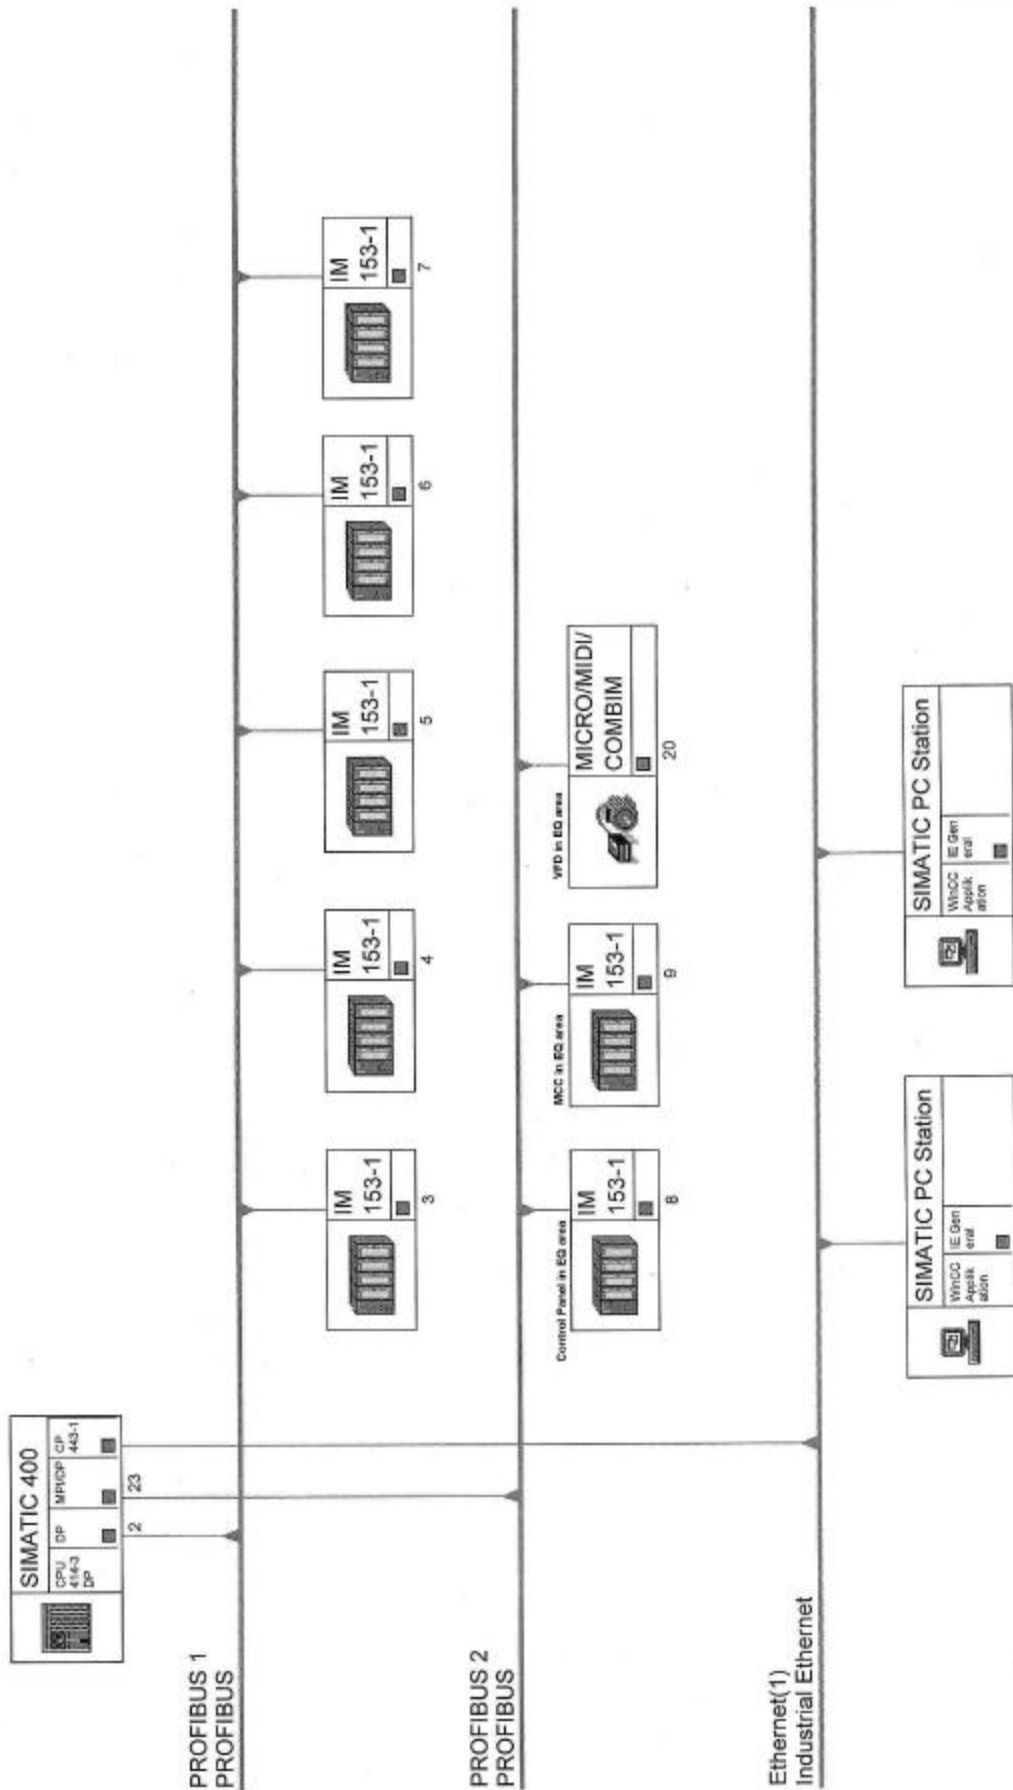 SIMATIC 400
CPU
414-3
DP
DP
MPI/DP
CP
443-1
2
23
PROFIBUS 1
PROFIBUS
IM
153-1
3
IM
153-1
4
IM
153-1
5
IM
153-1
6
IM
153-1
7
PROFIBUS 2
PROFIBUS
Control Panel in EQ area
IM
153-1
8
MCC in EQ area
IM
153-1
9
VFD in EQ area
MICRO/MIDI/
COMBIM
20
Ethernet(1)
Industrial Ethernet
SIMATIC PC Station
WinCC
Applik
ation
IE Gen
eral
SIMATIC PC Station
WinCC
Applik
ation
IE Gen
eral